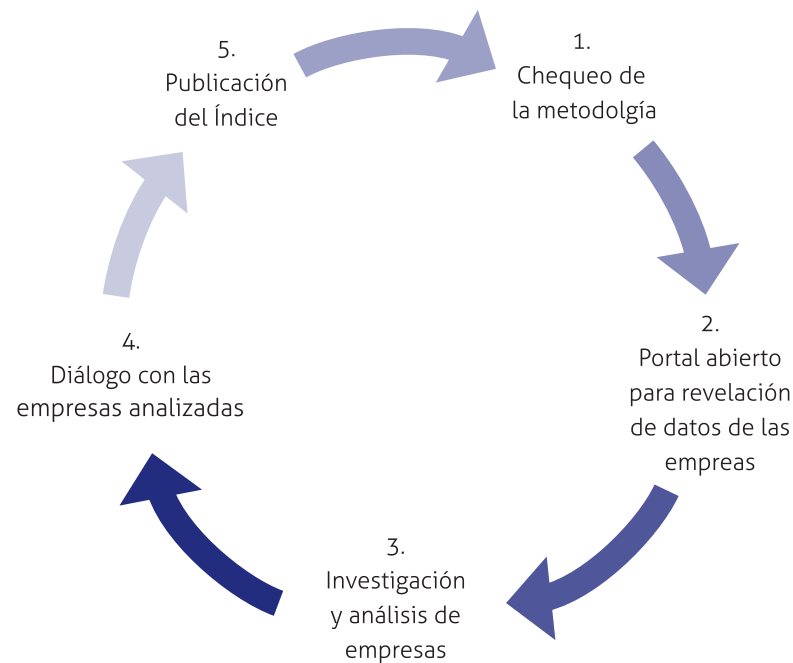 1.
Chequeo de
la metodolgía
2.
Portal abierto
para revelación
de datos de las
empreas
3.
Investigación
y análisis de
empresas
4.
Diálogo con las
empresas analizadas
5.
Publicación
del Índice